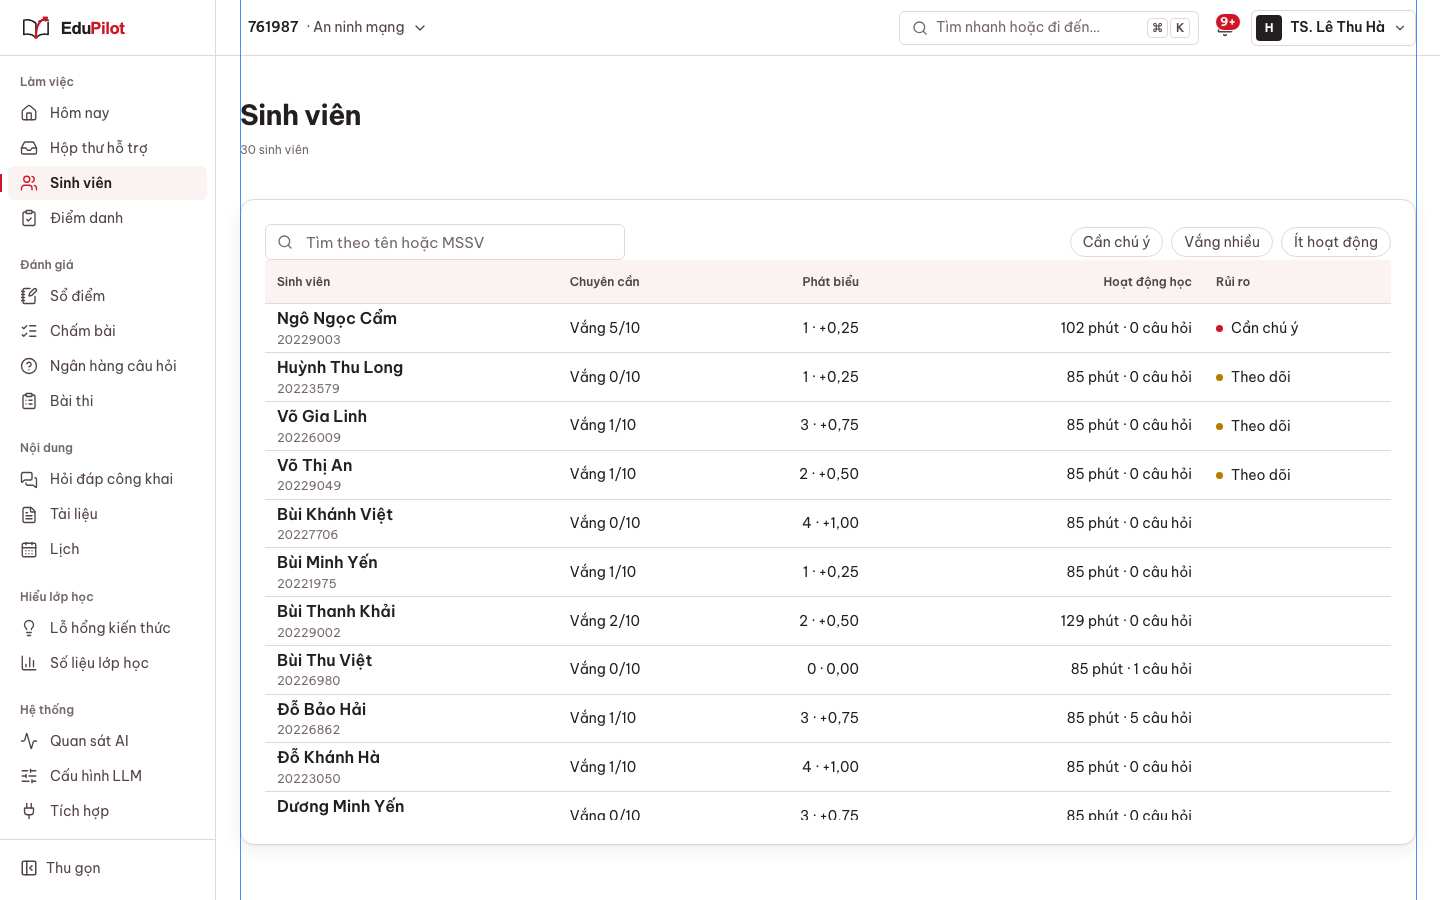 EduPilot
761987 · An ninh mạng
Tìm nhanh hoặc đi đến...
⌘ K
9+
H
TS. Lê Thu Hà
Làm việc
Hôm nay
Hộp thư hỗ trợ
Sinh viên
Điểm danh
Đánh giá
Sổ điểm
Chấm bài
Ngân hàng câu hỏi
Bài thi
Nội dung
Hỏi đáp công khai
Tài liệu
Lịch
Hiểu lớp học
Lỗ hổng kiến thức
Số liệu lớp học
Hệ thống
Quan sát AI
Cấu hình LLM
Tích hợp
Thu gọn
Sinh viên
30 sinh viên
Tìm theo tên hoặc MSSV
Cần chú ý
Vắng nhiều
Ít hoạt động
Sinh viên Chuyên cần Phát biểu Hoạt động học Rủi ro
Ngô Ngọc Cẩm
20229003
Vắng 5/10 1 · +0,25 102 phút · 0 câu hỏi Cần chú ý
Huỳnh Thu Long
20223579
Vắng 0/10 1 · +0,25 85 phút · 0 câu hỏi Theo dõi
Võ Gia Linh
20226009
Vắng 1/10 3 · +0,75 85 phút · 0 câu hỏi Theo dõi
Võ Thị An
20229049
Vắng 1/10 2 · +0,50 85 phút · 0 câu hỏi Theo dõi
Bùi Khánh Việt
20227706
Vắng 0/10 4 · +1,00 85 phút · 0 câu hỏi
Bùi Minh Yến
20221975
Vắng 1/10 1 · +0,25 85 phút · 0 câu hỏi
Bùi Thanh Khải
20229002
Vắng 2/10 2 · +0,50 129 phút · 0 câu hỏi
Bùi Thu Việt
20226980
Vắng 0/10 0 · 0,00 85 phút · 1 câu hỏi
Đỗ Bảo Hải
20226862
Vắng 1/10 3 · +0,75 85 phút · 5 câu hỏi
Đỗ Khánh Hà
20223050
Vắng 1/10 4 · +1,00 85 phút · 0 câu hỏi
Dương Minh Yến
Vắng 0/10 3 · +0,75 85 phút · 0 câu hỏi